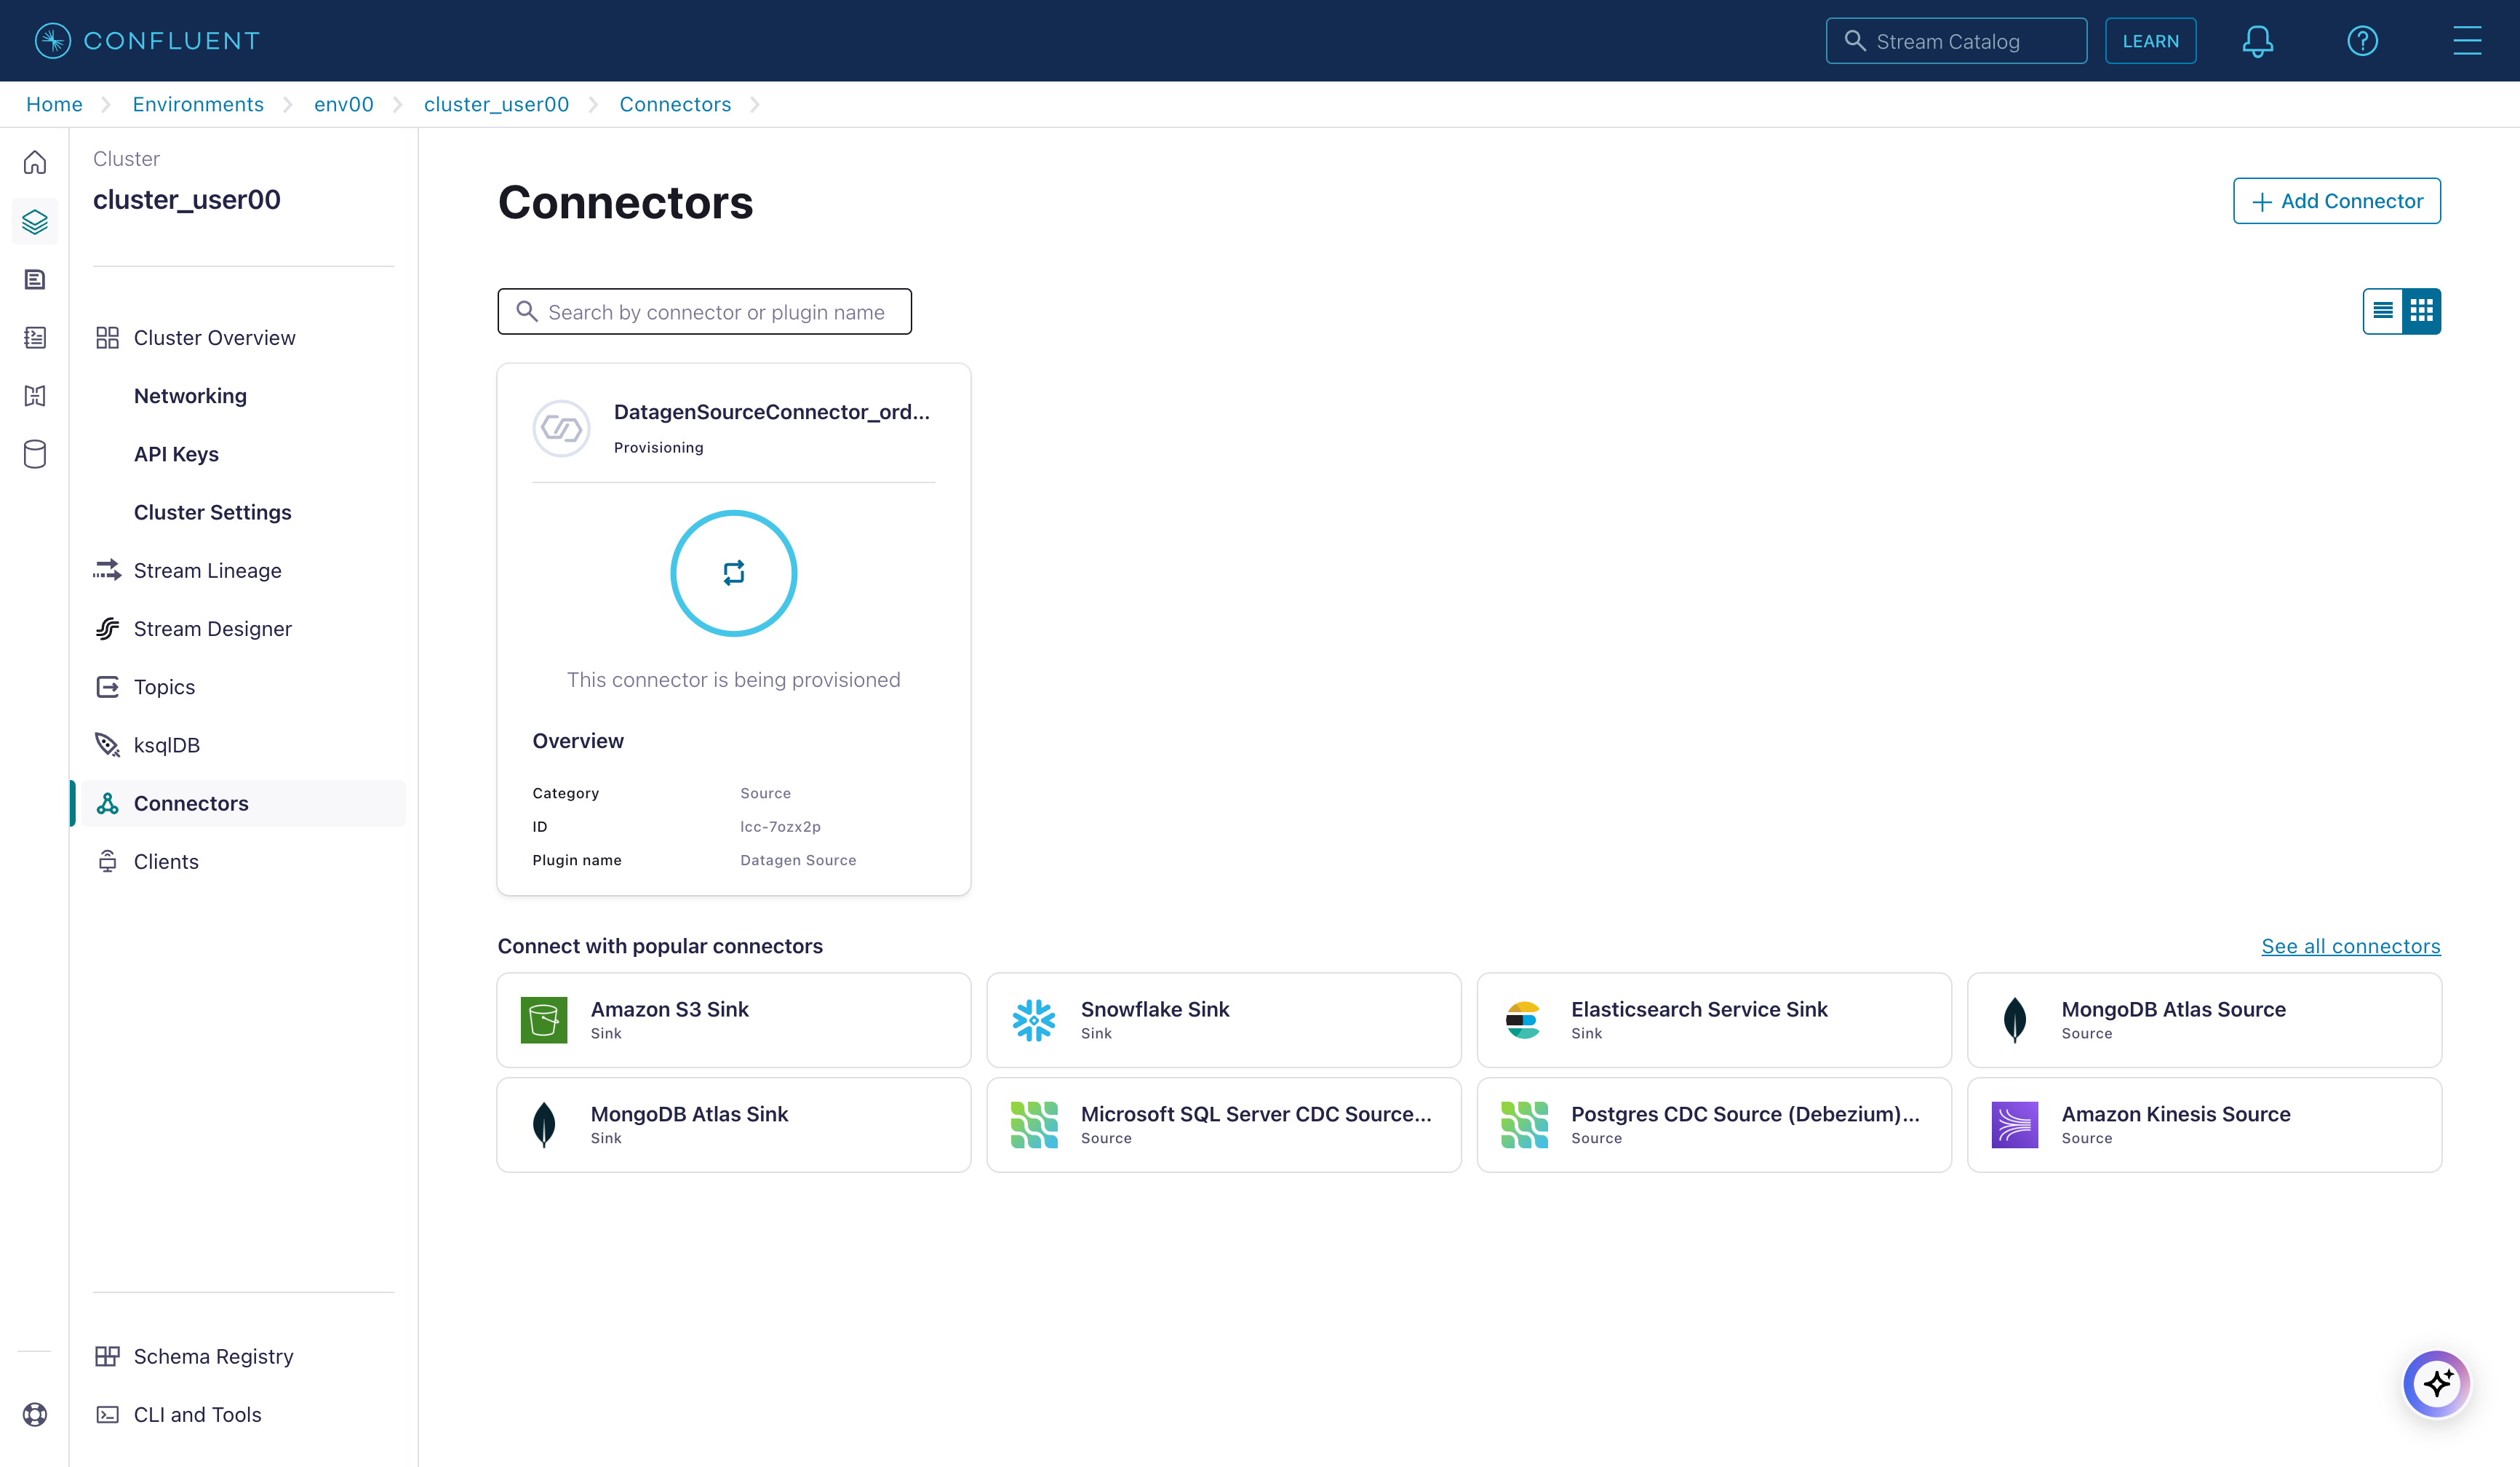 CONFLUENT
Stream Catalog
LEARN
Home
Environments
env00
cluster_user00
Connectors
Cluster
cluster_user00
Cluster Overview
Networking
API Keys
Cluster Settings
Stream Lineage
Stream Designer
Topics
ksqlDB
Connectors
Clients
Schema Registry
CLI and Tools
Connectors
Add Connector
Search by connector or plugin name
DatagenSourceConnector_ord...
Provisioning
This connector is being provisioned
Overview
Category Source
ID lcc-7ozx2p
Plugin name Datagen Source
Connect with popular connectors
See all connectors
Amazon S3 Sink
Sink
Snowflake Sink
Sink
Elasticsearch Service Sink
Sink
MongoDB Atlas Source
Source
MongoDB Atlas Sink
Sink
Microsoft SQL Server CDC Source...
Source
Postgres CDC Source (Debezium)...
Source
Amazon Kinesis Source
Source